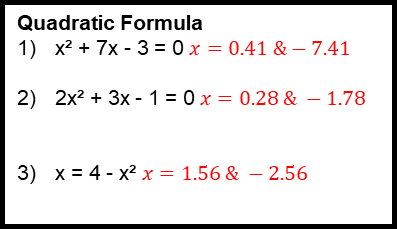 Quadratic Formula
1) x² + 7x - 3 = 0 x = 0.41 & − 7.41
2) 2x² + 3x - 1 = 0 x = 0.28 & − 1.78
3) x = 4 - x² x = 1.56 & − 2.56